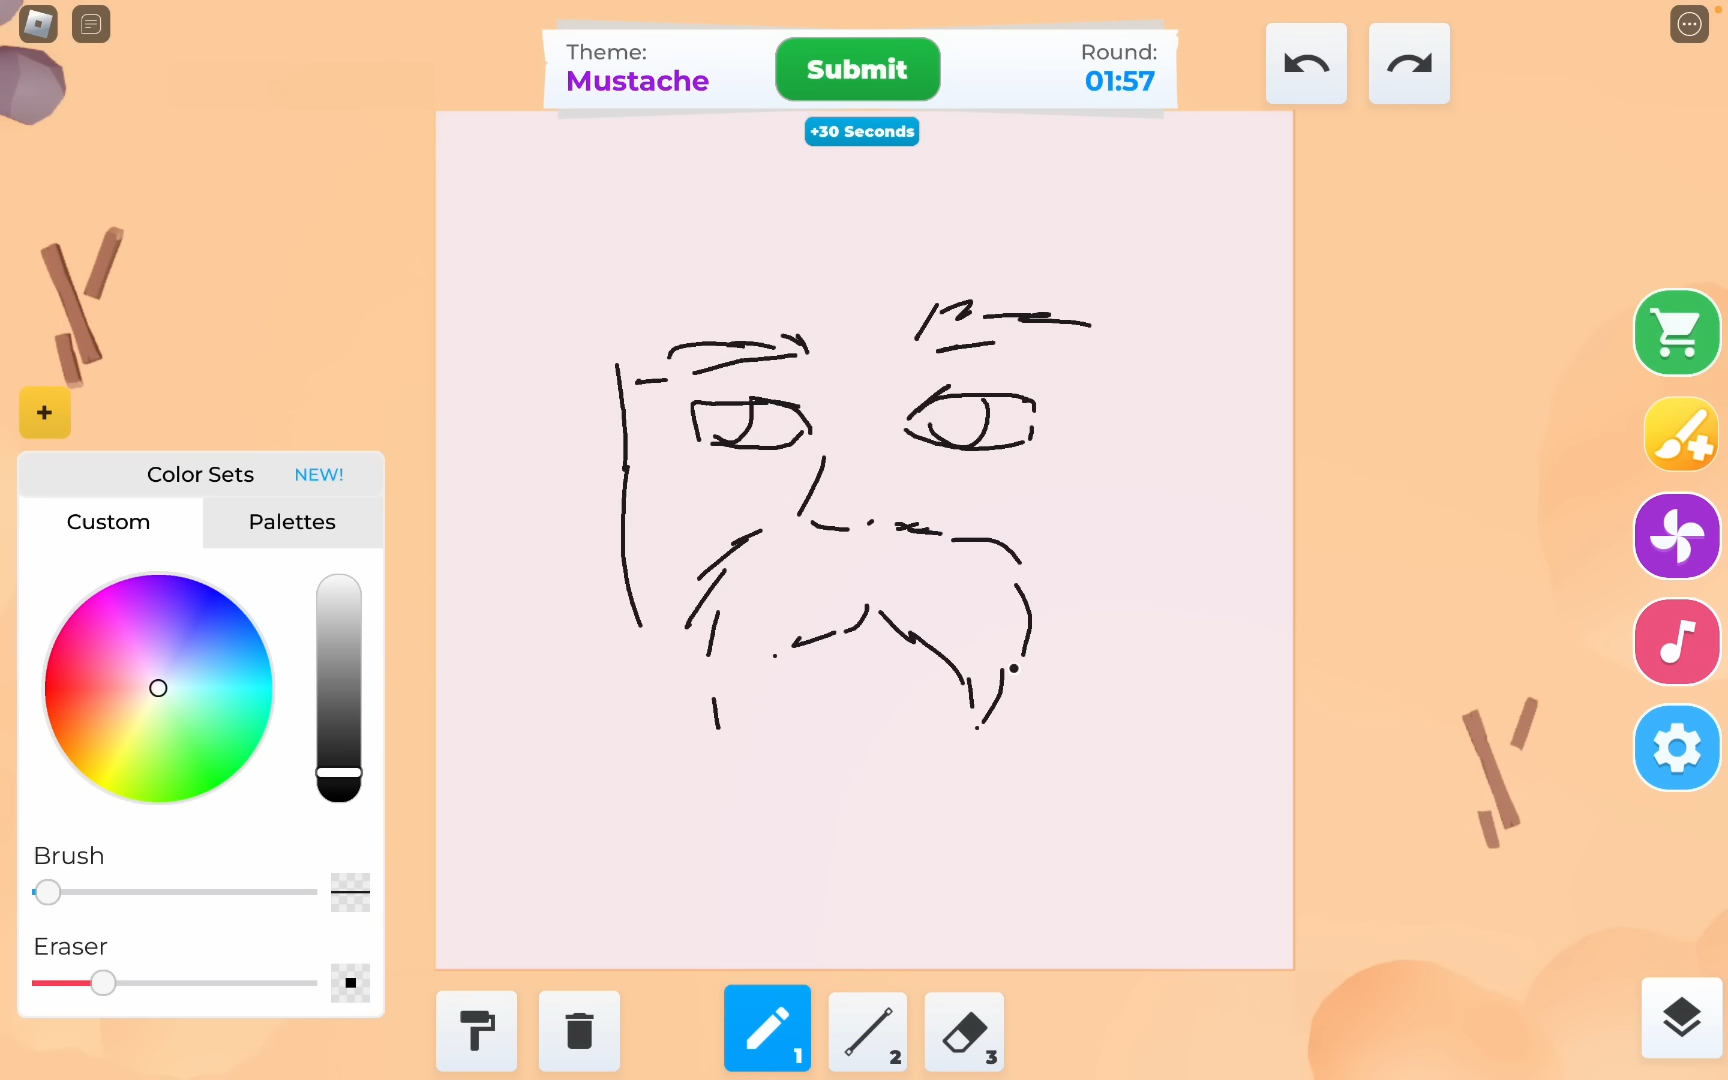 Theme:
Mustache
Submit
Round:
01:57
+30 Seconds
+
Color Sets NEW!
Custom Palettes
Brush
Eraser
1
2
3